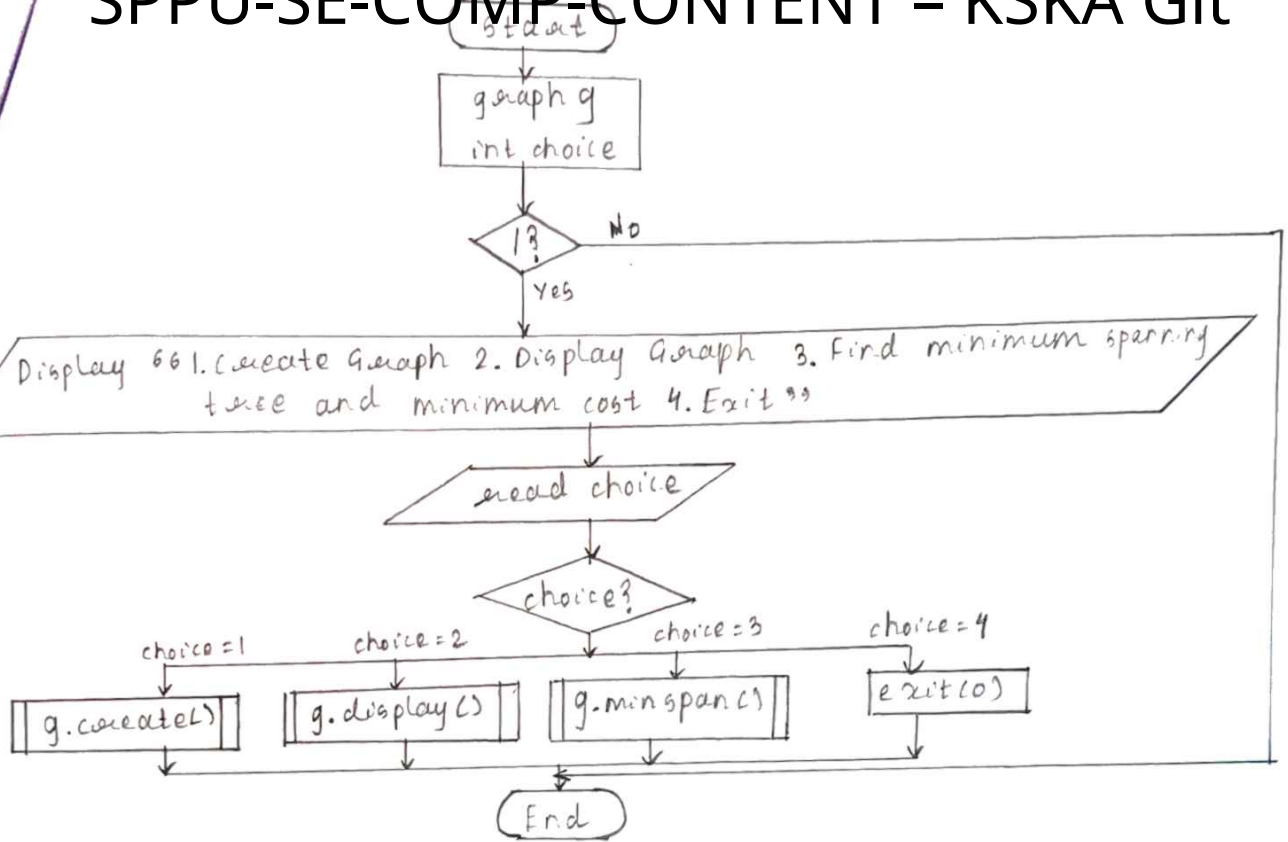 SPPU-SE-COMP-CONTENT – KSKA Git
Start
graph g
int choice
1?
No
Yes
Display “1. Create Graph 2. Display Graph 3. Find minimum spanning
tree and minimum cost 4. Exit”
read choice
choice?
choice=1
choice=2
choice=3
choice=4
g.create()
g.display()
g.minspan()
exit(0)
End